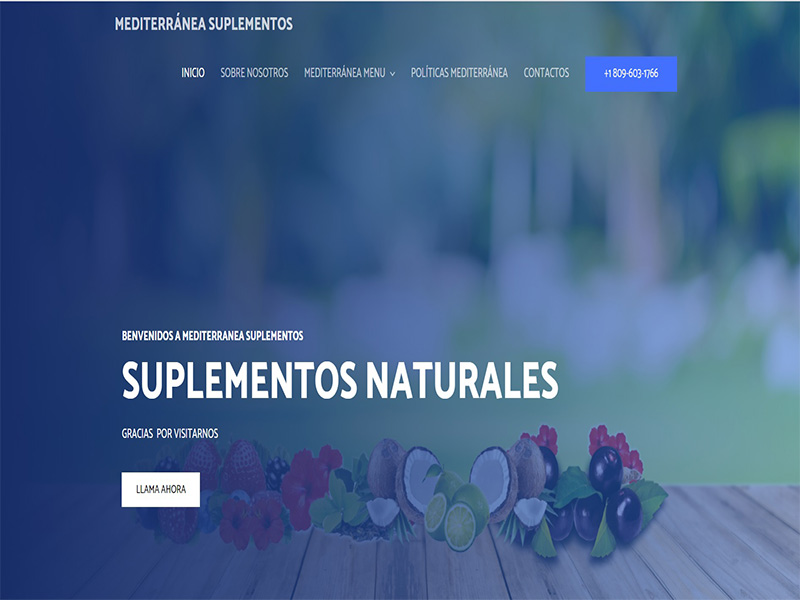 MEDITERRÁNEA SUPLEMENTOS
INICIO SOBRE NOSOTROS MEDITERRÁNEA MENU POLÍTICAS MEDITERRÁNEA CONTACTOS +1 809-603-1766
BENVENIDOS A MEDITERRANEA SUPLEMENTOS
SUPLEMENTOS NATURALES
GRACIAS POR VISITARNOS
LLAMA AHORA